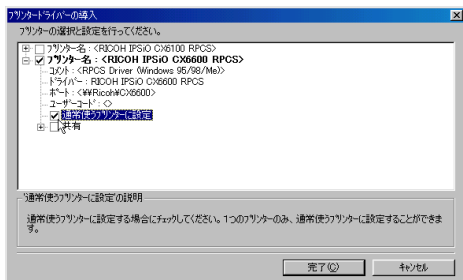 プリンタードライバーの導入
プリンターの選択と設定を行ってください。
プリンター名 : <RICOH IPSiO CX6100 RPCS>
プリンター名 : <RICOH IPSiO CX6600 RPCS>
コメント : <RPCS Driver (Windows 95/98/Me)>
ドライバー : RICOH IPSiO CX6600 RPCS
ポート : <¥¥Ricoh¥CX6600>
ユーザーコード : <>
通常使うプリンターに設定
共有
'通常使うプリンターに設定'の説明
通常使うプリンターに設定する場合にチェックしてください。1つのプリンターのみ、通常使うプリンターに設定することができま
す。
完了(C)
キャンセル